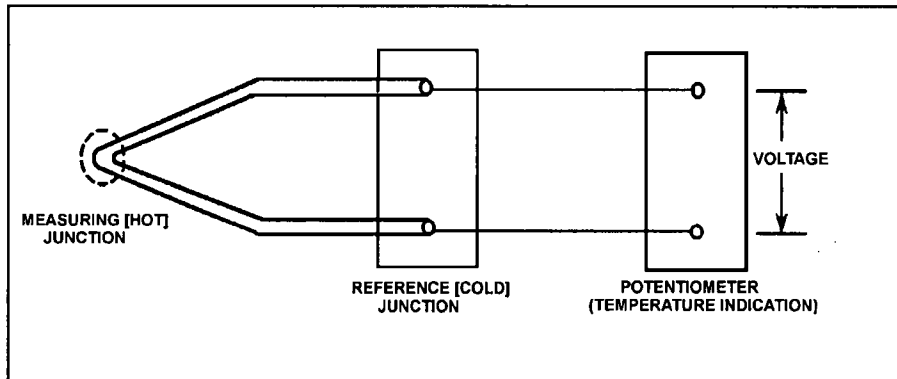 VOLTAGE
MEASURING [HOT]
JUNCTION
REFERENCE [COLD]
JUNCTION
POTENTIOMETER
(TEMPERATURE INDICATION)